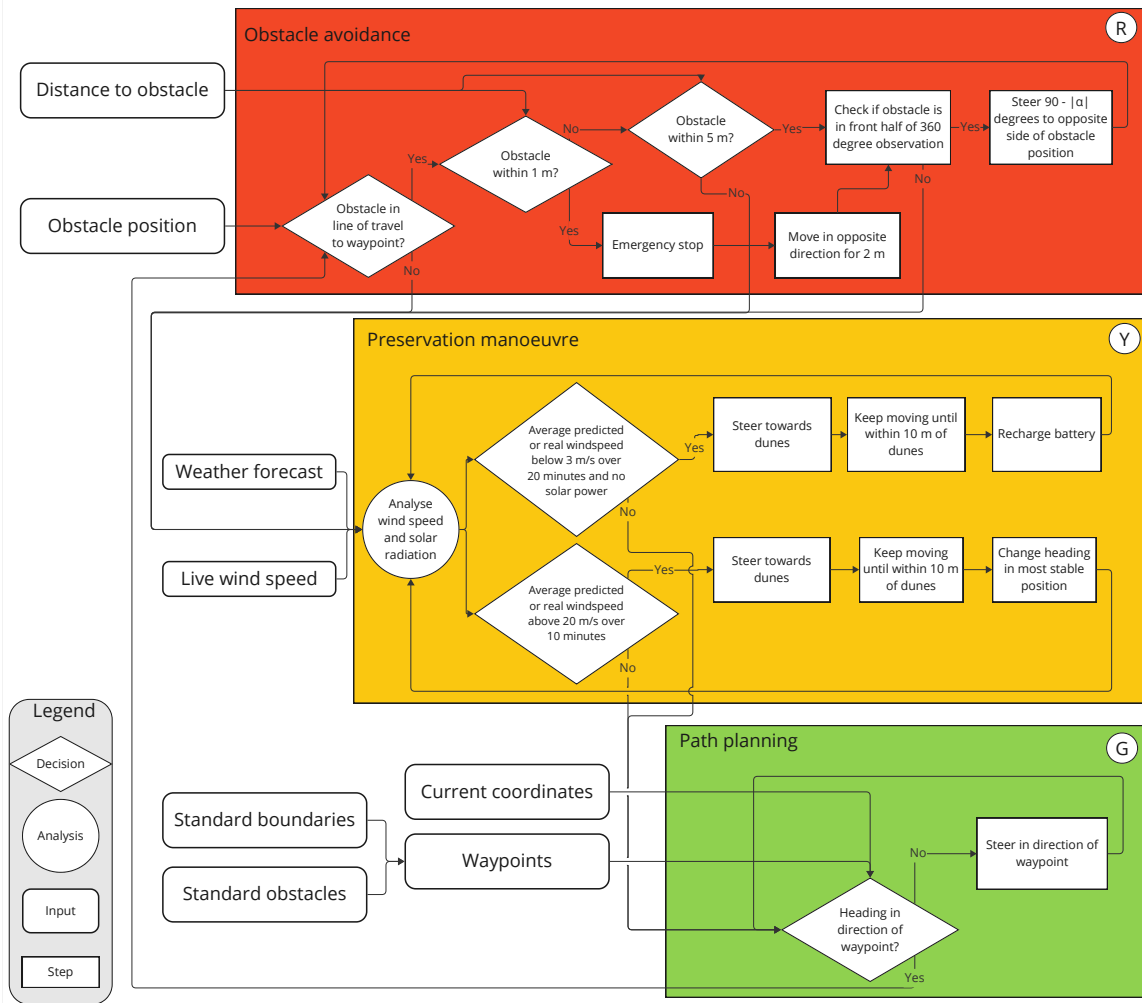 Obstacle avoidance
R
Distance to obstacle
Obstacle position
Obstacle in
line of travel
to waypoint?
Yes
No
Obstacle
within 1 m?
No
Yes
Obstacle
within 5 m?
Yes
No
Check if obstacle is
in front half of 360
degree observation
Yes
No
Steer 90 - |α|
degrees to opposite
side of obstacle
position
Emergency stop
Move in opposite
direction for 2 m
Preservation manoeuvre
Y
Weather forecast
Live wind speed
Analyse
wind speed
and solar
radiation
Average predicted
or real windspeed
below 3 m/s over
20 minutes and no
solar power
Yes
No
Steer towards
dunes
Keep moving until
within 10 m of
dunes
Recharge battery
Average predicted
or real windspeed
above 20 m/s over
10 minutes
Yes
No
Steer towards
dunes
Keep moving
until within 10 m
of dunes
Change heading
in most stable
position
Path planning
G
Current coordinates
Standard boundaries
Waypoints
Standard obstacles
Heading in
direction of
waypoint?
No
Yes
Steer in direction of
waypoint
Legend
Decision
Analysis
Input
Step